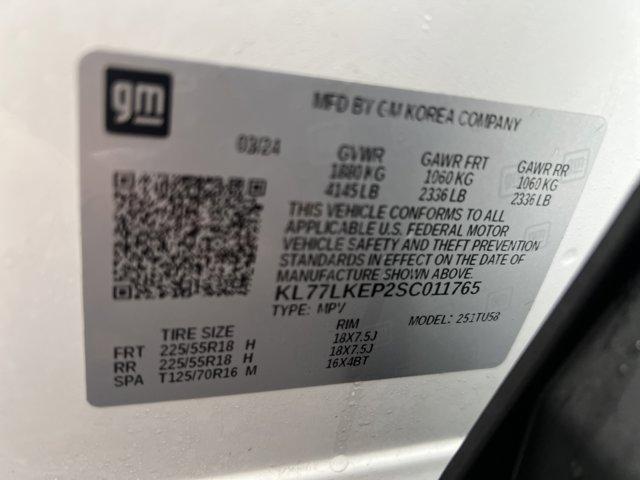 gm
MFD BY GM KOREA COMPANY
03/24
GVWR GAWR FRT GAWR RR
1880 KG 1060 KG 1060 KG
4145 LB 2336 LB 2336 LB
THIS VEHICLE CONFORMS TO ALL
APPLICABLE U.S. FEDERAL MOTOR
VEHICLE SAFETY AND THEFT PREVENTION
STANDARDS IN EFFECT ON THE DATE OF
MANUFACTURE SHOWN ABOVE.
KL77LKEP2SC011765
TYPE: MPV MODEL: 251TU58
TIRE SIZE RIM
FRT 225/55R18 H 18X7.5J
RR 225/55R18 H 18X7.5J
SPA T125/70R16 M 16X4BT